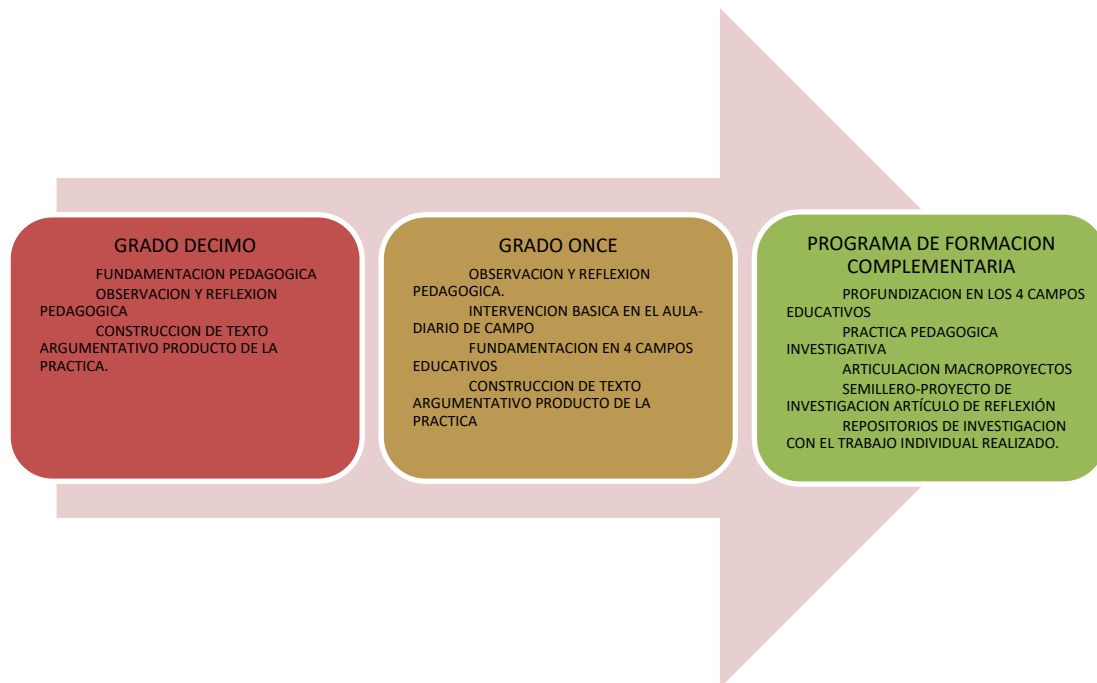 GRADO DECIMO
FUNDAMENTACION PEDAGOGICA
OBSERVACION Y REFLEXION
PEDAGOGICA
CONSTRUCCION DE TEXTO
ARGUMENTATIVO PRODUCTO DE LA
PRACTICA.
GRADO ONCE
OBSERVACION Y REFLEXION
PEDAGOGICA.
INTERVENCION BASICA EN EL AULA-
DIARIO DE CAMPO
FUNDAMENTACION EN 4 CAMPOS
EDUCATIVOS
CONSTRUCCION DE TEXTO
ARGUMENTATIVO PRODUCTO DE LA
PRACTICA
PROGRAMA DE FORMACION
COMPLEMENTARIA
PROFUNDIZACION EN LOS 4 CAMPOS
EDUCATIVOS
PRACTICA PEDAGOGICA
INVESTIGATIVA
ARTICULACION MACROPROYECTOS
SEMILLERO-PROYECTO DE
INVESTIGACION ARTÍCULO DE REFLEXIÓN
REPOSITORIOS DE INVESTIGACION
CON EL TRABAJO INDIVIDUAL REALIZADO.